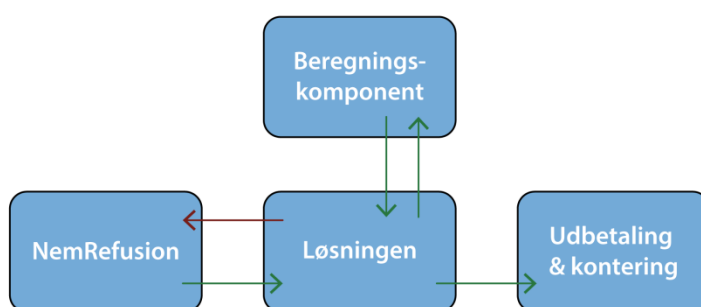 Beregnings-
komponent
NemRefusion
Løsningen
Udbetaling
& kontering